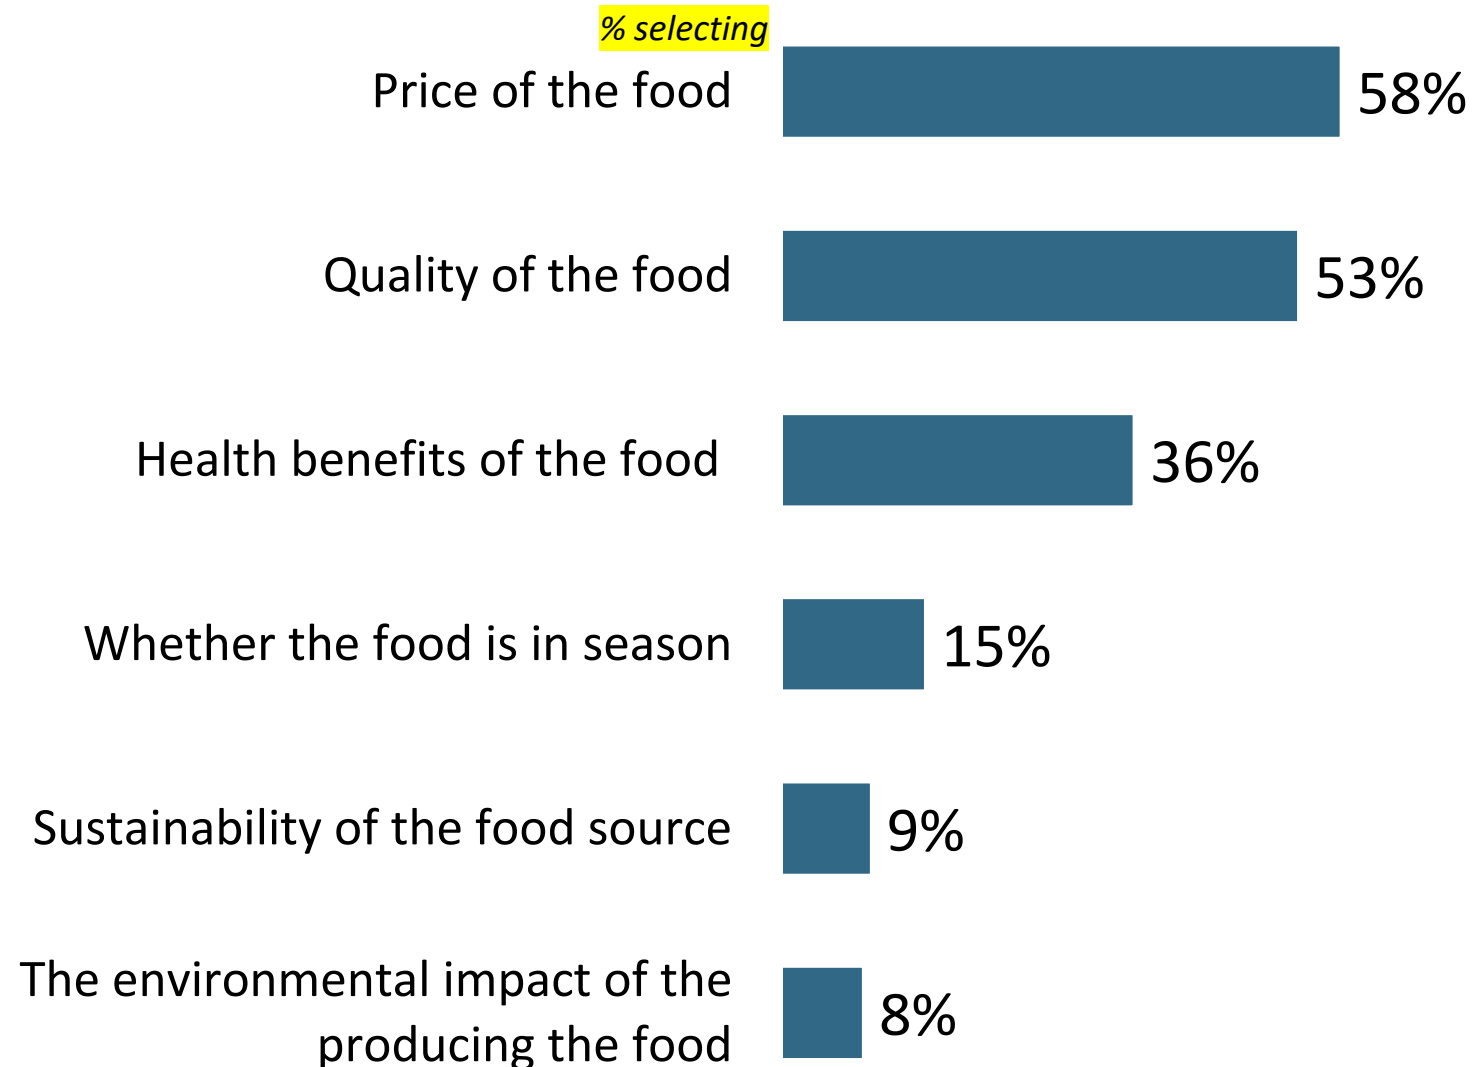 % selecting
Price of the food
58%
Quality of the food
53%
Health benefits of the food
36%
Whether the food is in season
15%
Sustainability of the food source
9%
The environmental impact of the
producing the food
8%